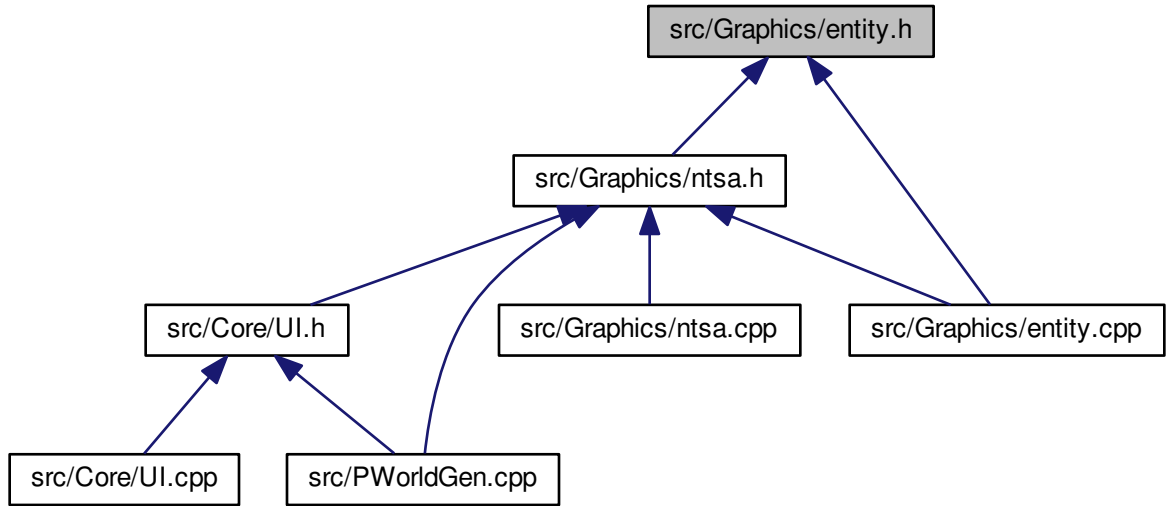 src/Graphics/entity.h
src/Graphics/ntsa.h
src/Core/UI.h
src/Graphics/ntsa.cpp
src/Graphics/entity.cpp
src/Core/UI.cpp
src/PWorldGen.cpp